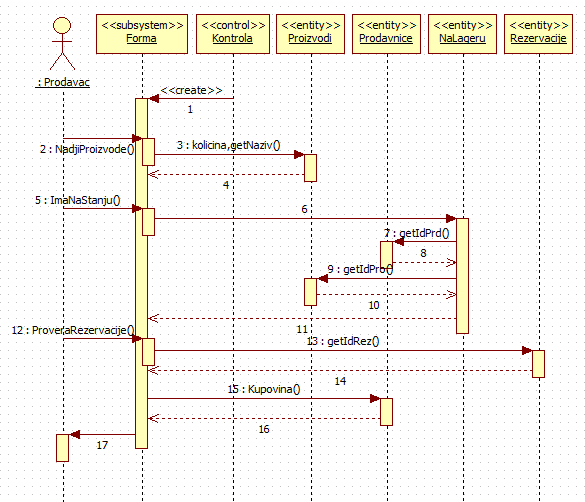 <<subsystem>> <<control>> <<entity>> <<entity>> <<entity>> <<entity>>
Forma Kontrola Proizvodi Prodavnice NaLageru Rezervacije
: Prodavac
<<create>>
1
2 : NadjiProizvode()
3 : kolicina,getNaziv()
4
5 : ImaNaStanju()
6
7 : getIdPrd()
8
9 : getIdPro()
10
11
12 : ProveraRezervacije()
13 : getIdRez()
14
15 : Kupovina()
16
17